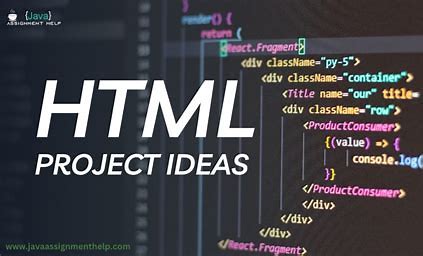 {Java}
ASSIGNMENT HELP
HTML
PROJECT IDEAS
render() {
return (
<React.Fragment>
<div className="py-5">
<div className="container">
<Title name="our" title=
<div className="row">
<ProductConsumer>
{(value) => {
console.log(
}}
</ProductConsumer>
</div>
</div>
</div>
</React.Fragment>
www.javaassignmenthelp.com